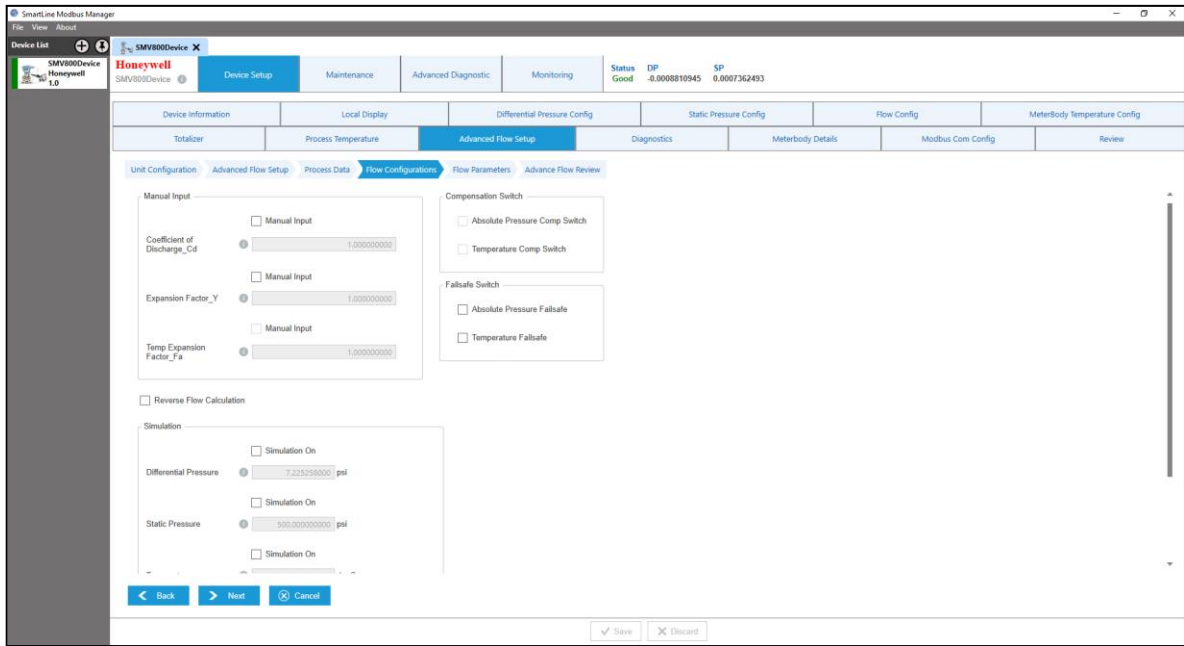 SmartLine Modbus Manager
File View About
Device List
SMV800Device
Honeywell
1.0
SMV800Device
Honeywell
SMV800Device
Device Setup
Maintenance
Advanced Diagnostic
Monitoring
Status DP SP
Good -0.0008810945 0.0007362493
Device Information
Local Display
Differential Pressure Config
Static Pressure Config
Flow Config
MeterBody Temperature Config
Totalizer
Process Temperature
Advanced Flow Setup
Diagnostics
Meterbody Details
Modbus Com Config
Review
Unit Configuration
Advanced Flow Setup
Process Data
Flow Configurations
Flow Parameters
Advance Flow Review
Manual Input
Manual Input
Coefficient of
Discharge_Cd
1.000000000
Manual Input
Expansion Factor_Y
1.000000000
Manual Input
Temp Expansion
Factor_Fa
1.000000000
Compensation Switch
Absolute Pressure Comp Switch
Temperature Comp Switch
Failsafe Switch
Absolute Pressure Failsafe
Temperature Failsafe
Reverse Flow Calculation
Simulation
Simulation On
Differential Pressure
7.225258000 psi
Simulation On
Static Pressure
500.000000000 psi
Simulation On
Back
Next
Cancel
Save
Discard